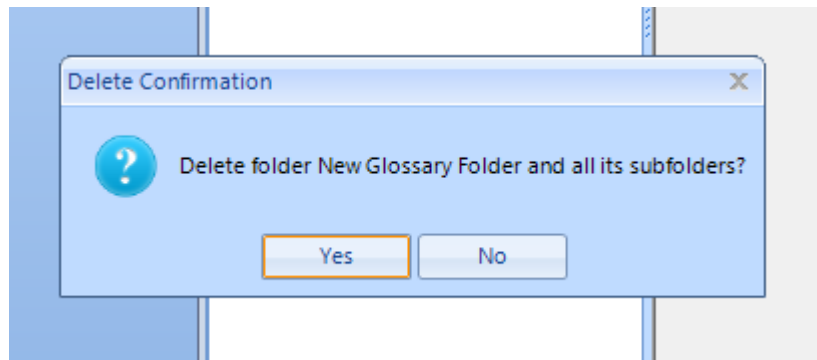 Delete Confirmation
Delete folder New Glossary Folder and all its subfolders?
Yes
No